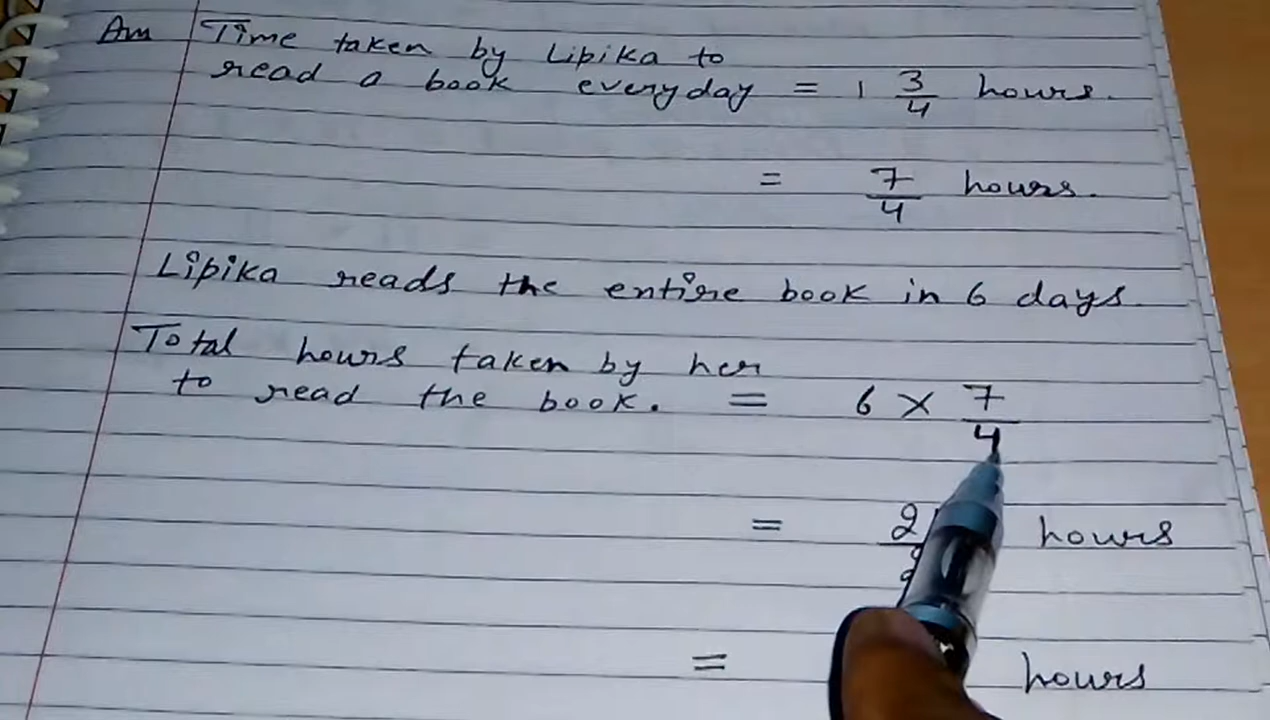 Ans Time taken by Lipika to
read a book everyday = 1 3/4 hours.
= 7/4 hours.
Lipika reads the entire book in 6 days
Total hours taken by her
to read the book. = 6 × 7/4
= hours
= hours